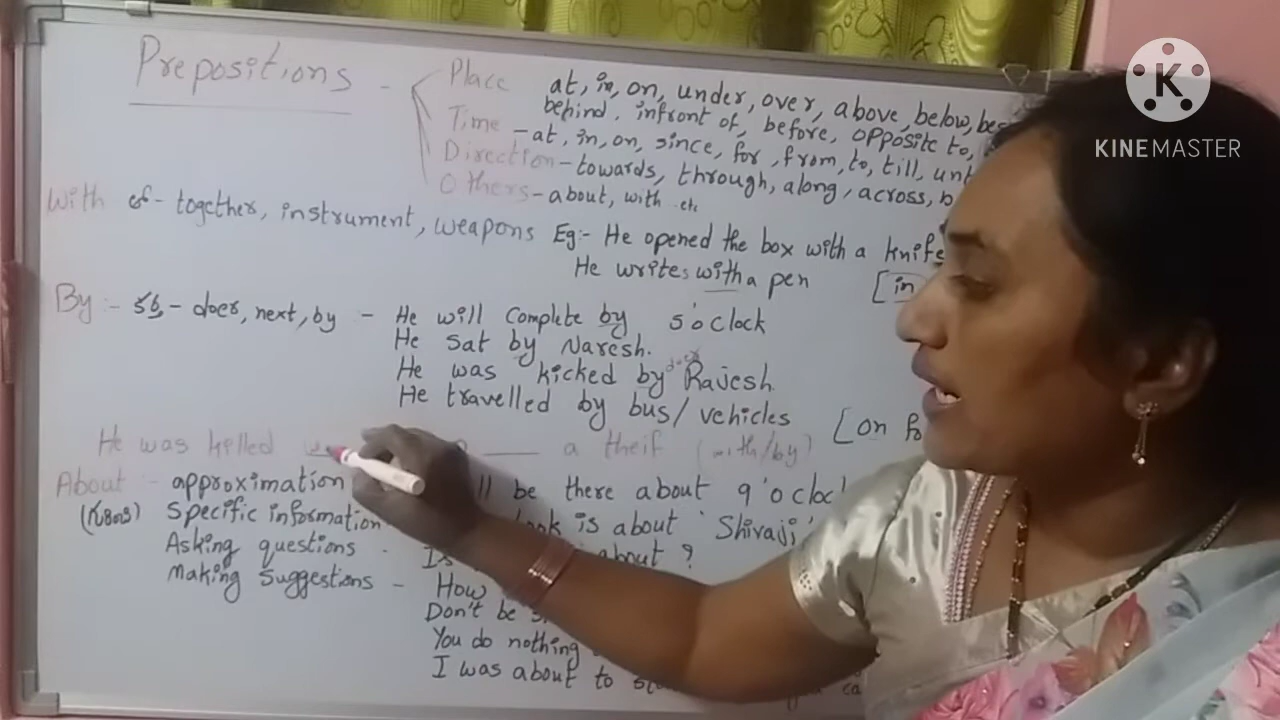 Prepositions - Place at, in, on, under, over, above, below,
behind, infront of, before, opposite to,
Time - at, in, on, since, for, from, to, till,
Direction - towards, through, along, across,
Others - about, with etc
With - together, instrument, weapons Eg:- He opened the box with a knife
He writes with a pen [in
By :- - doer, next, by :- He will complete by 5 o'clock
He sat by Naresh.
He was kicked by Rajesh
He travelled by bus/vehicles [on
He was killed a theif (with/by)
About :- approximation be there about 9 'o cloc
Specific information is about 'Shivaji'
Asking questions - Is about ?
Making suggestions - How
Don't be
You do nothing
I was about to
K
KINEMASTER